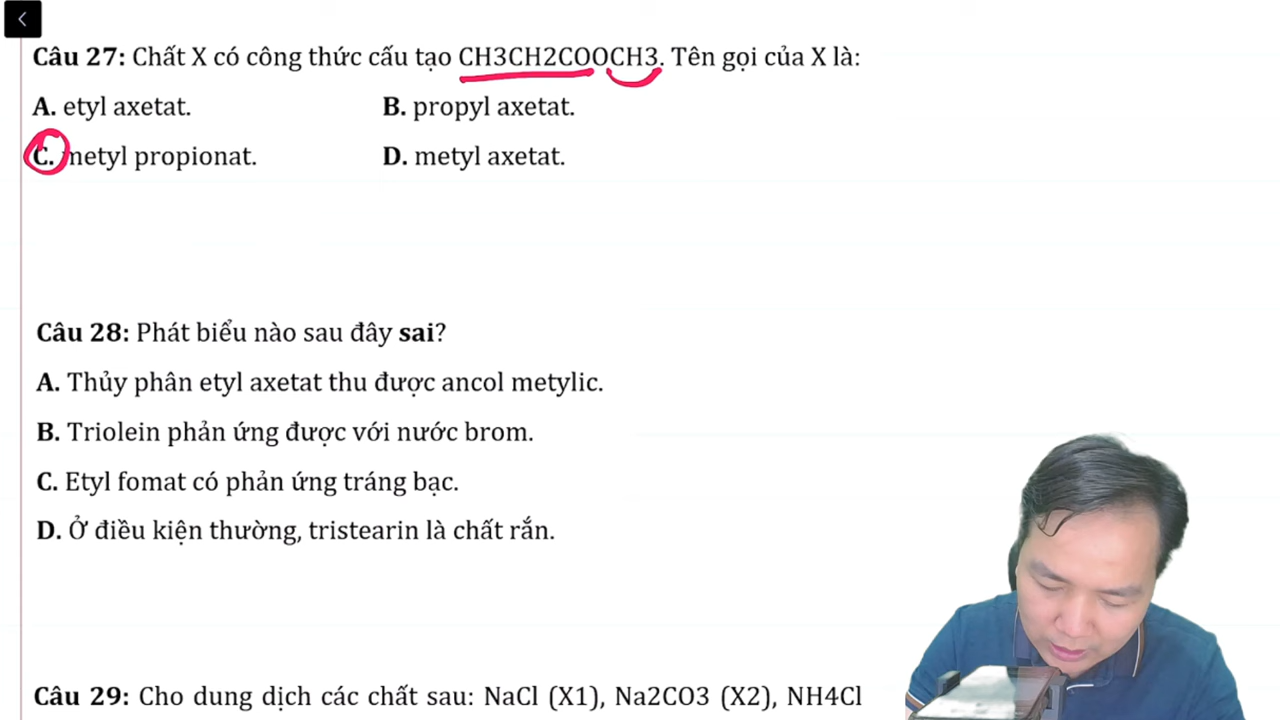 Câu 27: Chất X có công thức cấu tạo CH3CH2COOCH3. Tên gọi của X là:
A. etyl axetat. B. propyl axetat.
C. metyl propionat. D. metyl axetat.
Câu 28: Phát biểu nào sau đây sai?
A. Thủy phân etyl axetat thu được ancol metylic.
B. Triolein phản ứng được với nước brom.
C. Etyl fomat có phản ứng tráng bạc.
D. Ở điều kiện thường, tristearin là chất rắn.
Câu 29: Cho dung dịch các chất sau: NaCl (X1), Na2CO3 (X2), NH4Cl